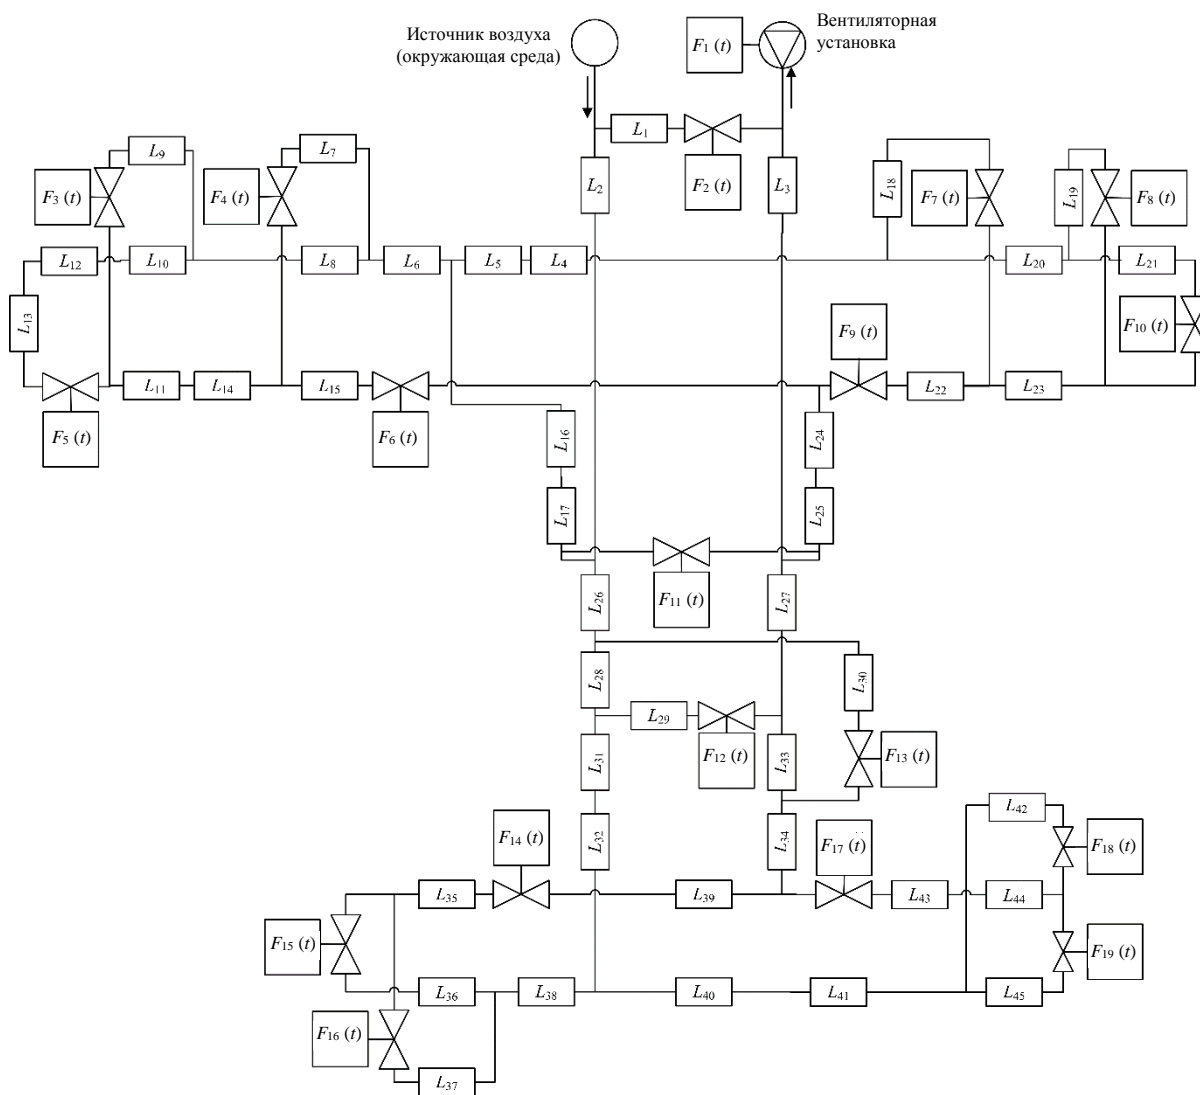 Источник воздуха
(окружающая среда)
Вентиляторная
установка
F1 (t)
L1
F2 (t)
L2
L3
L9
L7
F3 (t)
F4 (t)
L18
F7 (t)
L19
F8 (t)
L12
L10
L8
L6
L5
L4
L20
L21
L13
F9 (t)
F10 (t)
L11
L14
L15
L22
L23
F5 (t)
F6 (t)
L16
L24
L17
L25
F11 (t)
L26
L27
L28
L30
L29
F12 (t)
L31
L33
F13 (t)
F14 (t)
L32
L34
F17 (t)
L42
F18 (t)
L35
L39
L43
L44
F15 (t)
F19 (t)
L36
L38
L40
L41
L45
F16 (t)
L37